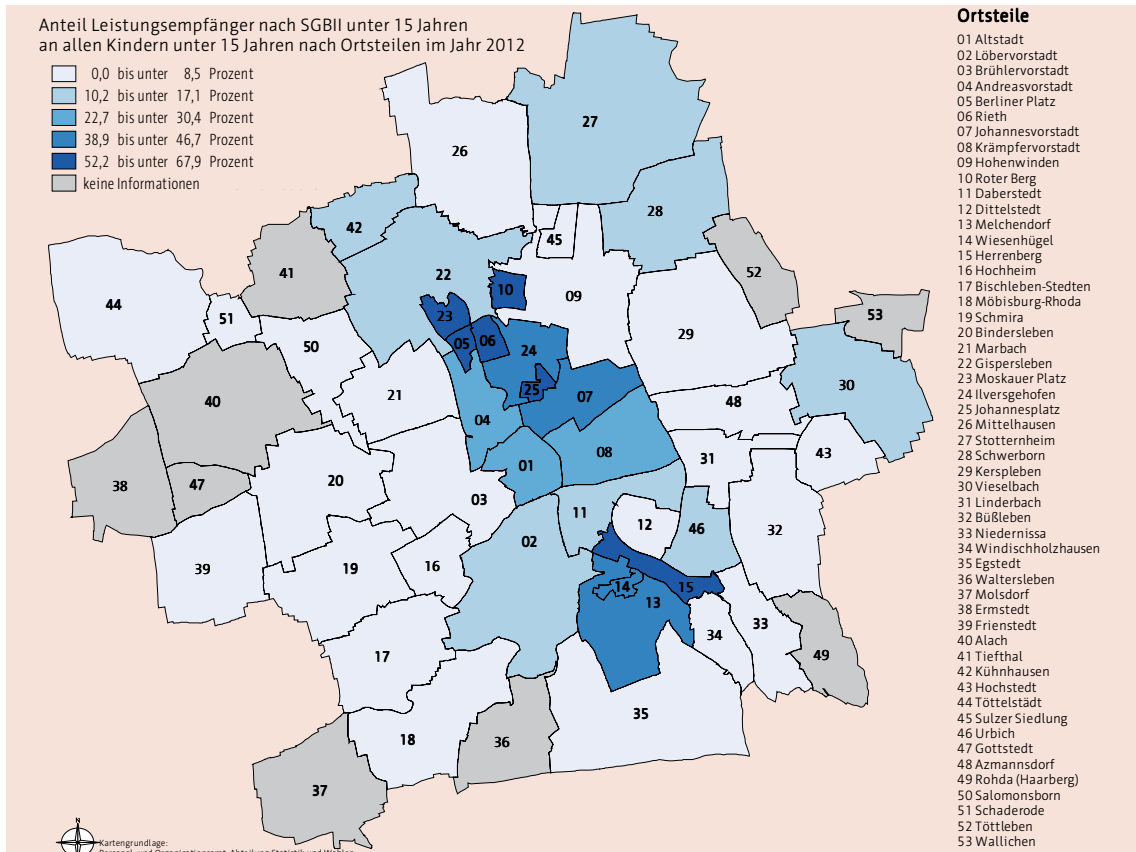 Anteil Leistungsempfänger nach SGBII unter 15 Jahren
an allen Kindern unter 15 Jahren nach Ortsteilen im Jahr 2012
0,0 bis unter 8,5 Prozent
10,2 bis unter 17,1 Prozent
22,7 bis unter 30,4 Prozent
38,9 bis unter 46,7 Prozent
52,2 bis unter 67,9 Prozent
keine Informationen
27
26
28
42
45
41
22
52
44
10
09
51
23
53
05
06
29
50
24
25
30
21
07
40
48
04
08
43
31
01
38
47
20
03
11
12
46
32
02
39
19
16
14
15
13
33
34
17
49
35
18
36
37
Kartengrundlage:
Ortsteile
01 Altstadt
02 Löbervorstadt
03 Brühlervorstadt
04 Andreasvorstadt
05 Berliner Platz
06 Rieth
07 Johannesvorstadt
08 Krämpfervorstadt
09 Hohenwinden
10 Roter Berg
11 Daberstedt
12 Dittelstedt
13 Melchendorf
14 Wiesenhügel
15 Herrenberg
16 Hochheim
17 Bischleben-Stedten
18 Möbisburg-Rhoda
19 Schmira
20 Bindersleben
21 Marbach
22 Gispersleben
23 Moskauer Platz
24 Ilversgehofen
25 Johannesplatz
26 Mittelhausen
27 Stotternheim
28 Schwerborn
29 Kerspleben
30 Vieselbach
31 Linderbach
32 Büßleben
33 Niedernissa
34 Windischholzhausen
35 Egstedt
36 Waltersleben
37 Molsdorf
38 Ermstedt
39 Frienstedt
40 Alach
41 Tiefthal
42 Kühnhausen
43 Hochstedt
44 Töttelstädt
45 Sulzer Siedlung
46 Urbich
47 Gottstedt
48 Azmannsdorf
49 Rohda (Haarberg)
50 Salomonsborn
51 Schaderode
52 Töttleben
53 Wallichen